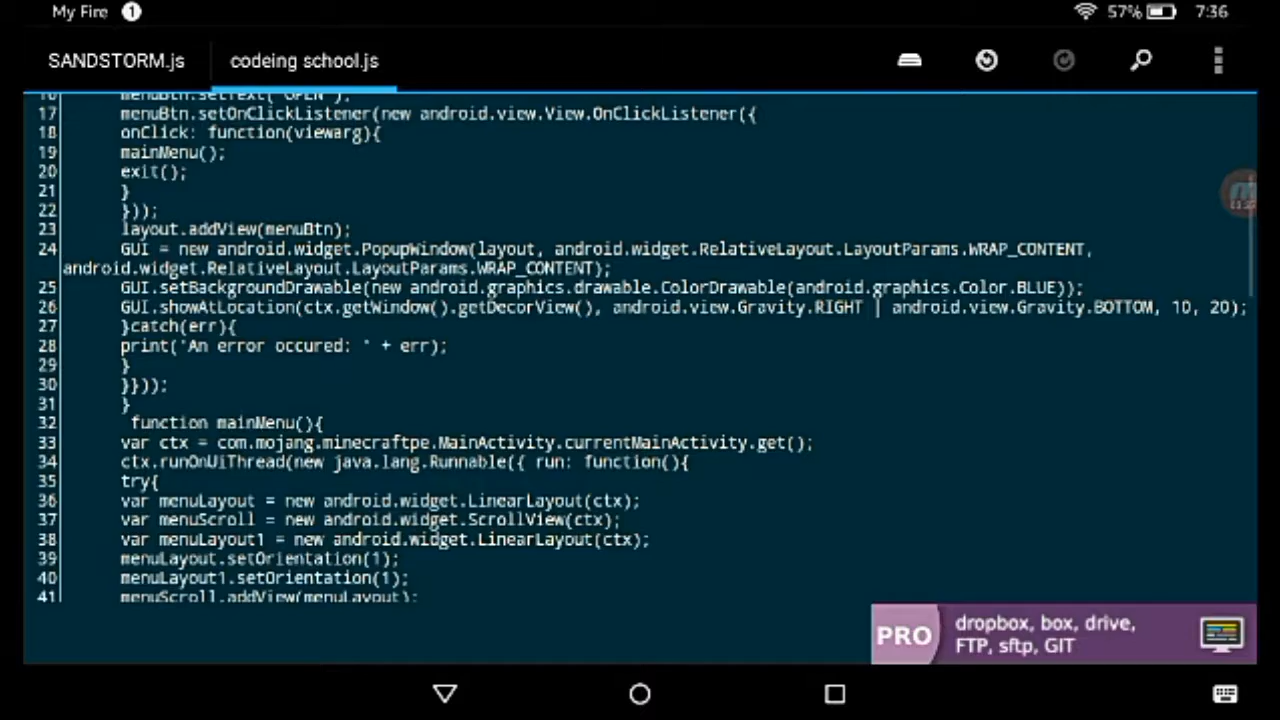 My Fire 1 57% 7:36
SANDSTORM.js codeing school.js
16 menuBtn.setText("OPEN");
17 menuBtn.setOnClickListener(new android.view.View.OnClickListener({
18 onClick: function(viewarg){
19 mainMenu();
20 exit();
21 }
22 }));
23 layout.addView(menuBtn);
24 GUI = new android.widget.PopupWindow(layout, android.widget.RelativeLayout.LayoutParams.WRAP_CONTENT,
android.widget.RelativeLayout.LayoutParams.WRAP_CONTENT);
25 GUI.setBackgroundDrawable(new android.graphics.drawable.ColorDrawable(android.graphics.Color.BLUE));
26 GUI.showAtLocation(ctx.getWindow().getDecorView(), android.view.Gravity.RIGHT | android.view.Gravity.BOTTOM, 10, 20);
27 }catch(err){
28 print('An error occured: ' + err);
29 }
30 }}));
31 }
32 function mainMenu(){
33 var ctx = com.mojang.minecraftpe.MainActivity.currentMainActivity.get();
34 ctx.runOnUiThread(new java.lang.Runnable({ run: function(){
35 try{
36 var menuLayout = new android.widget.LinearLayout(ctx);
37 var menuScroll = new android.widget.ScrollView(ctx);
38 var menuLayout1 = new android.widget.LinearLayout(ctx);
39 menuLayout.setOrientation(1);
40 menuLayout1.setOrientation(1);
41 menuScroll.addView(menuLayout);
PRO dropbox, box, drive,
FTP, sftp, GIT